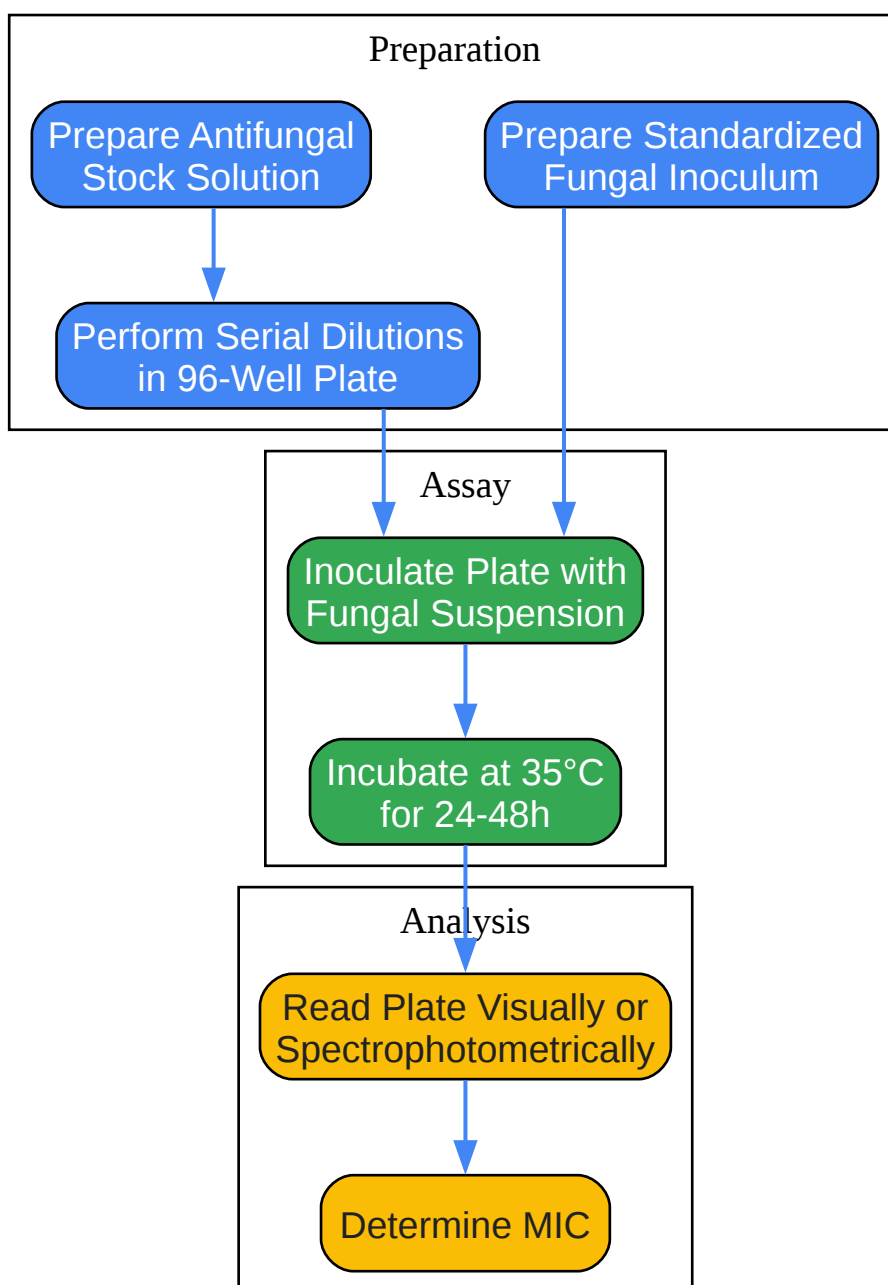 Preparation
Prepare Antifungal
Stock Solution
Prepare Standardized
Fungal Inoculum
Perform Serial Dilutions
in 96-Well Plate
Assay
Inoculate Plate with
Fungal Suspension
Incubate at 35°C
for 24-48h
Analysis
Read Plate Visually or
Spectrophotometrically
Determine MIC